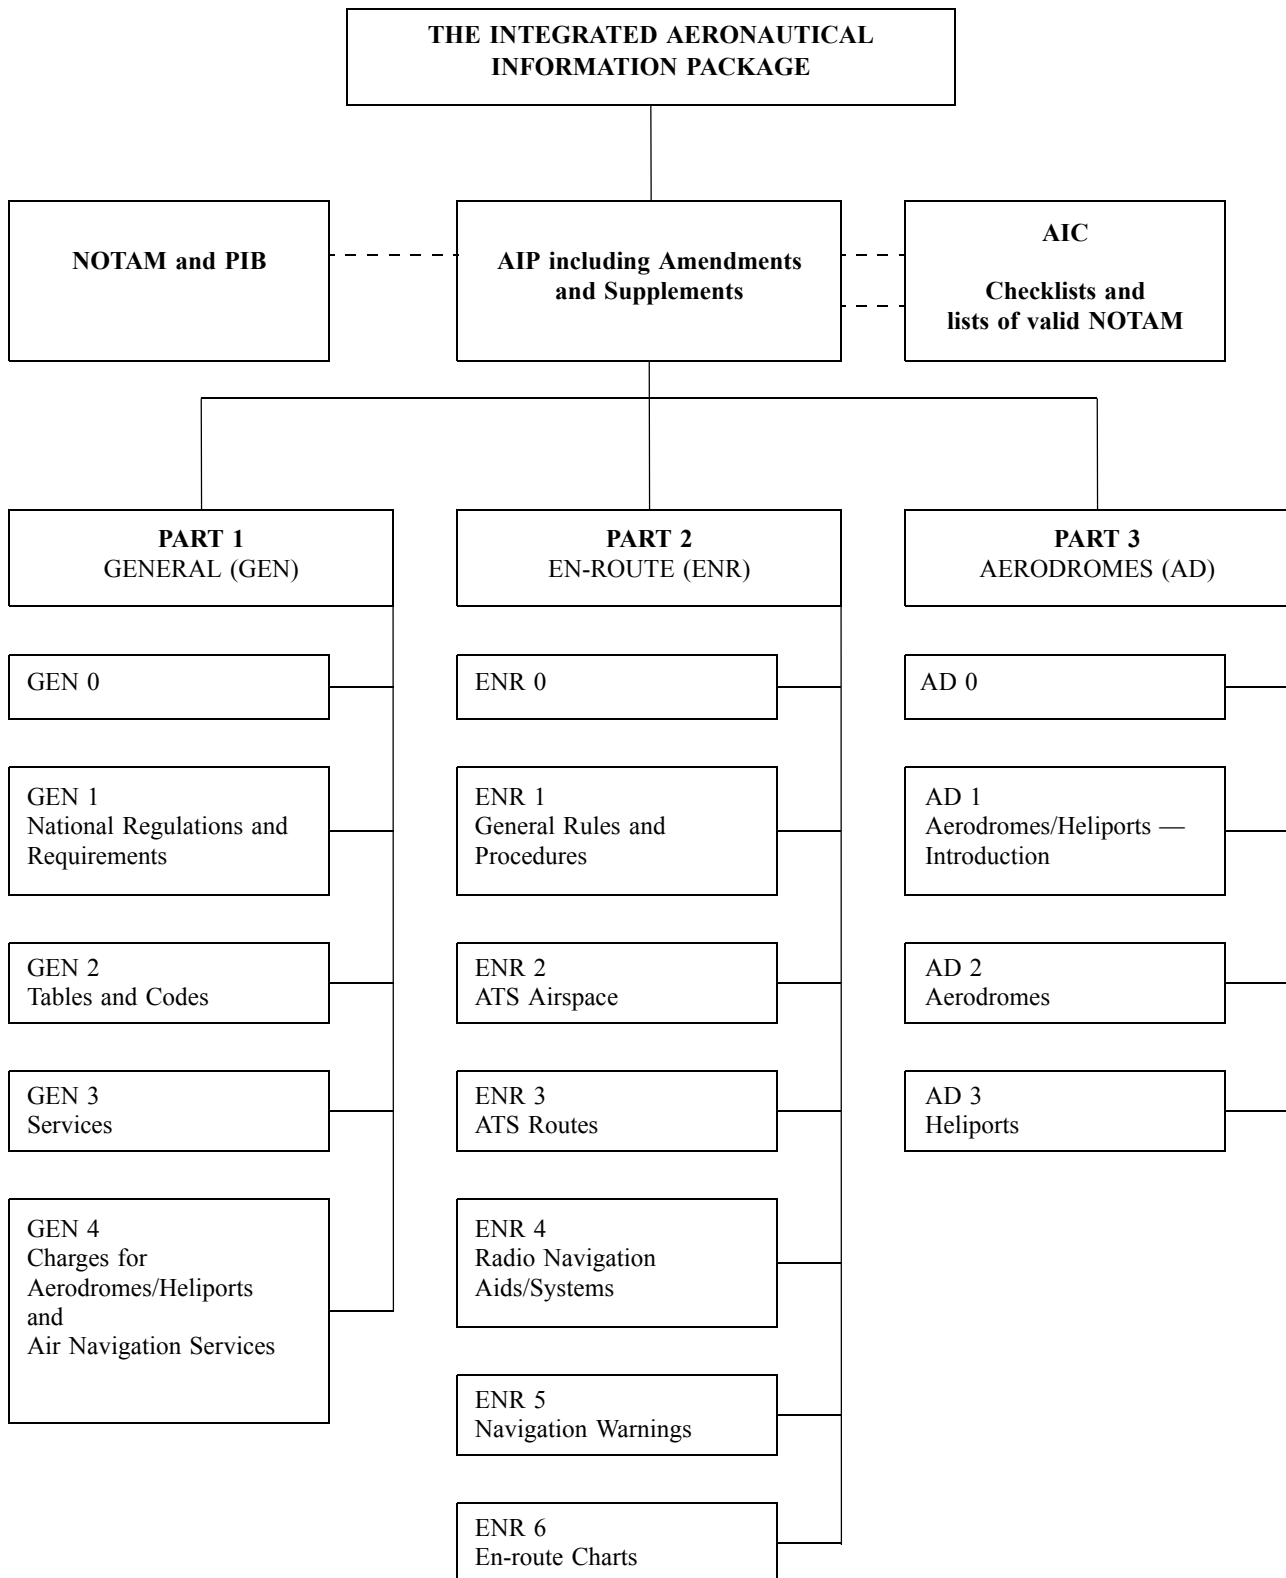 THE INTEGRATED AERONAUTICAL
INFORMATION PACKAGE
NOTAM and PIB
AIP including Amendments
and Supplements
AIC
Checklists and
lists of valid NOTAM
PART 1
GENERAL (GEN)
PART 2
EN-ROUTE (ENR)
PART 3
AERODROMES (AD)
GEN 0
GEN 1
National Regulations and
Requirements
GEN 2
Tables and Codes
GEN 3
Services
GEN 4
Charges for
Aerodromes/Heliports
and
Air Navigation Services
ENR 0
ENR 1
General Rules and
Procedures
ENR 2
ATS Airspace
ENR 3
ATS Routes
ENR 4
Radio Navigation
Aids/Systems
ENR 5
Navigation Warnings
ENR 6
En-route Charts
AD 0
AD 1
Aerodromes/Heliports —
Introduction
AD 2
Aerodromes
AD 3
Heliports